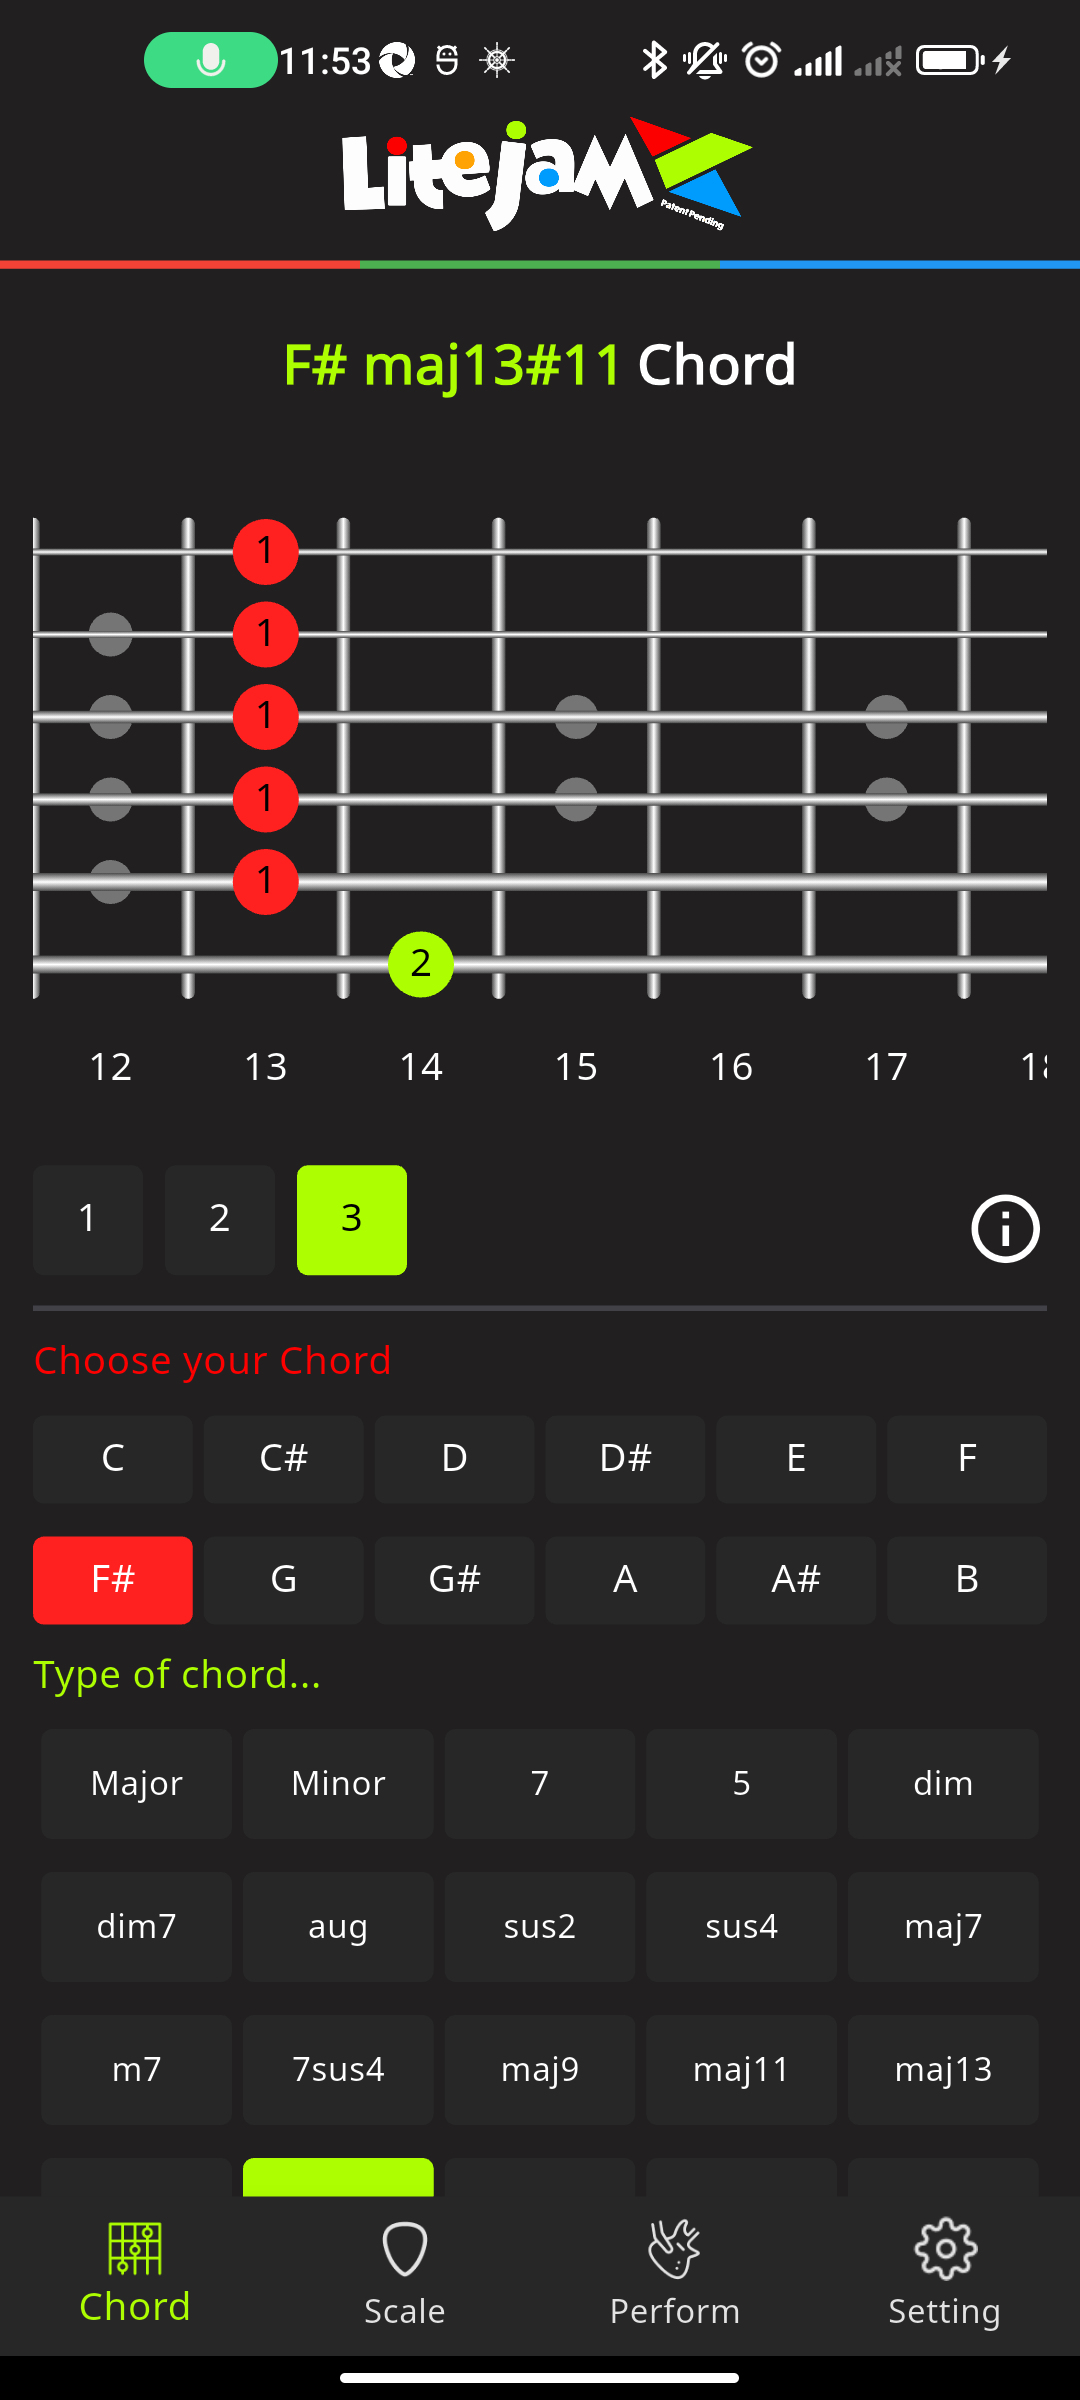 11:53
Litejam
Patent Pending
F# maj13#11 Chord
1
1
1
1
1
2
12 13 14 15 16 17
1 2 3
Choose your Chord
C C# D D# E F
F# G G# A A# B
Type of chord...
Major Minor 7 5 dim
dim7 aug sus2 sus4 maj7
m7 7sus4 maj9 maj11 maj13
Chord Scale Perform Setting